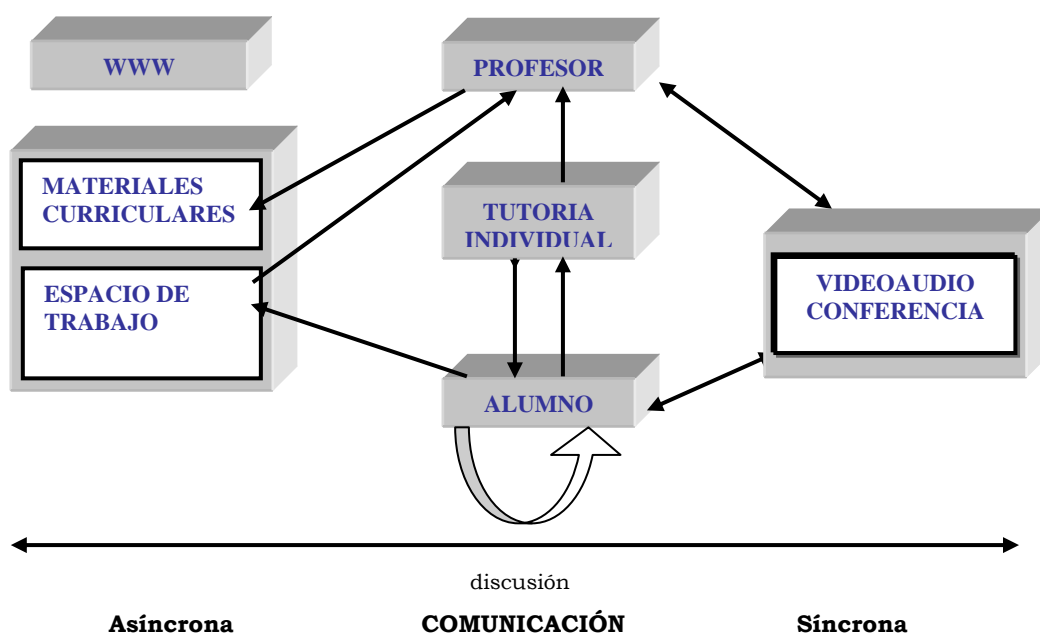 WWW
PROFESOR
MATERIALES
CURRICULARES
TUTORIA
INDIVIDUAL
ESPACIO DE
TRABAJO
VIDEOAUDIO
CONFERENCIA
ALUMNO
discusión
Asíncrona
COMUNICACIÓN
Síncrona